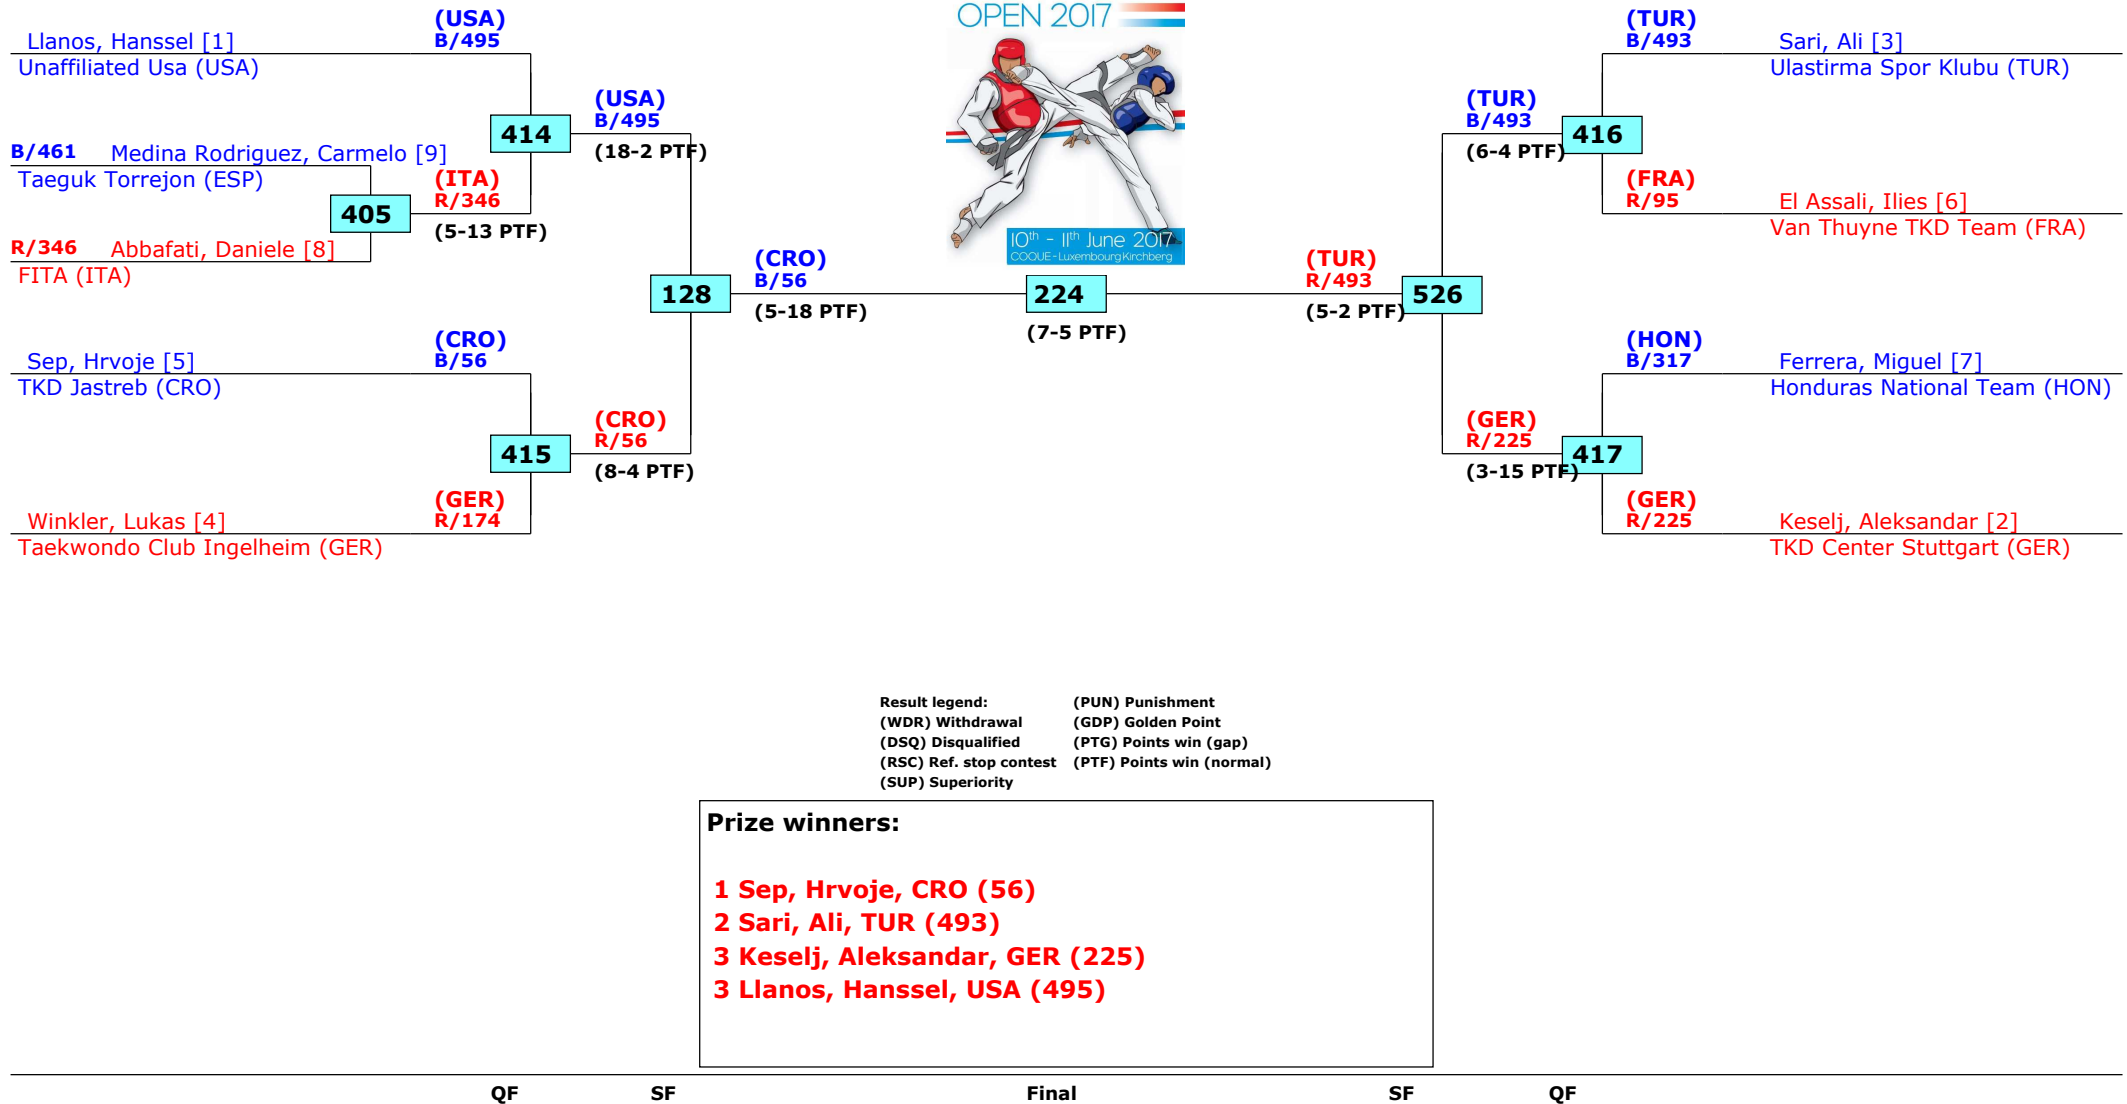 OPEN 2017
10th - 11th June 2017
COQUE - Luxembourg Kirchberg
(USA)
B/495
Llanos, Hanssel [1]
Unaffiliated Usa (USA)
414
(USA)
B/495
(18-2 PTF)
B/461 Medina Rodriguez, Carmelo [9]
Taeguk Torrejon (ESP)
405
(ITA)
R/346
(5-13 PTF)
R/346 Abbafati, Daniele [8]
FITA (ITA)
128
(CRO)
B/56
(5-18 PTF)
(CRO)
B/56
Sep, Hrvoje [5]
TKD Jastreb (CRO)
415
(CRO)
R/56
(8-4 PTF)
(GER)
R/174
Winkler, Lukas [4]
Taekwondo Club Ingelheim (GER)
224
(7-5 PTF)
(TUR)
R/493
(5-2 PTF)
526
(TUR)
B/493
(6-4 PTF)
416
(TUR)
B/493
Sari, Ali [3]
Ulastirma Spor Klubu (TUR)
(FRA)
R/95
El Assali, Ilies [6]
Van Thuyne TKD Team (FRA)
(HON)
B/317
Ferrera, Miguel [7]
Honduras National Team (HON)
(GER)
R/225
(3-15 PTF)
417
(GER)
R/225
Keselj, Aleksandar [2]
TKD Center Stuttgart (GER)
Result legend: (PUN) Punishment
(WDR) Withdrawal (GDP) Golden Point
(DSQ) Disqualified (PTG) Points win (gap)
(RSC) Ref. stop contest (PTF) Points win (normal)
(SUP) Superiority
Prize winners:
1 Sep, Hrvoje, CRO (56)
2 Sari, Ali, TUR (493)
3 Keselj, Aleksandar, GER (225)
3 Llanos, Hanssel, USA (495)
QF SF Final SF QF